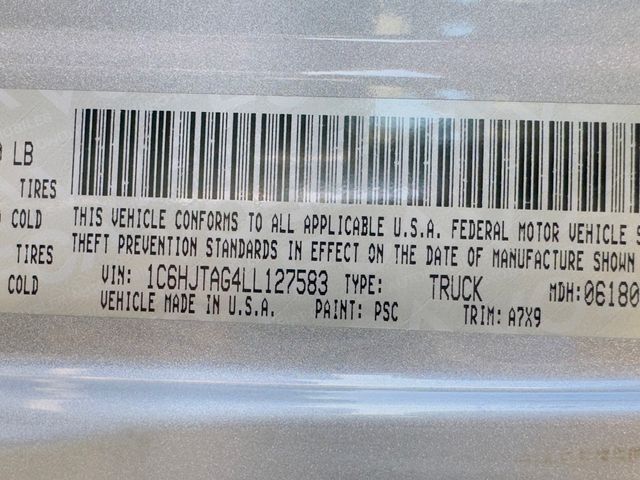 LB
TIRES
COLD
TIRES
COLD
THIS VEHICLE CONFORMS TO ALL APPLICABLE U.S.A. FEDERAL MOTOR VEHICLE S
THEFT PREVENTION STANDARDS IN EFFECT ON THE DATE OF MANUFACTURE SHOWN
VIN: 1C6HJTAG4LL127583 TYPE: TRUCK MDH: 06180
VEHICLE MADE IN U.S.A. PAINT: PSC TRIM: A7X9